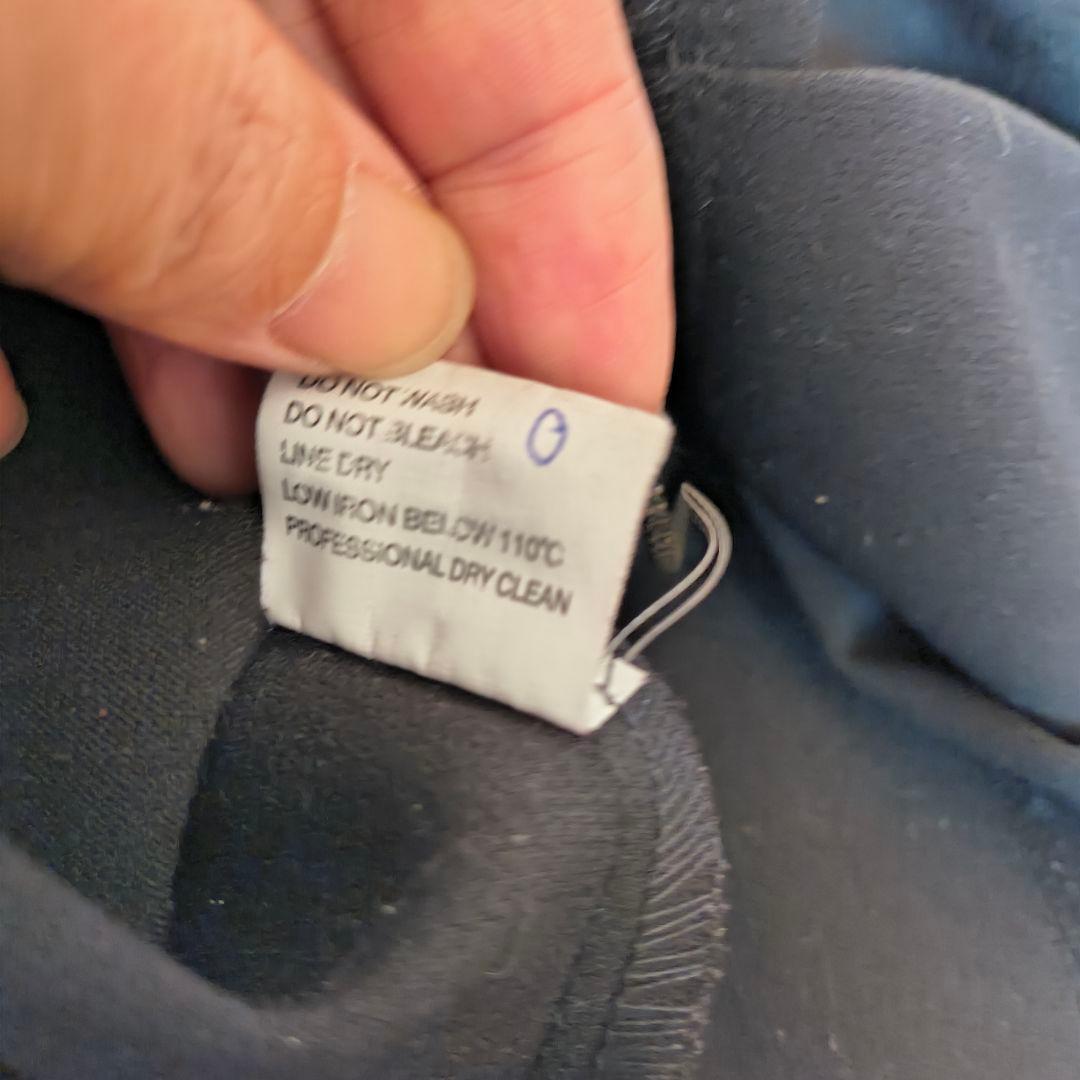 DO NOT WASH
DO NOT BLEACH
LINE DRY
LOW IRON BELOW 110℃
PROFESSIONAL DRY CLEAN